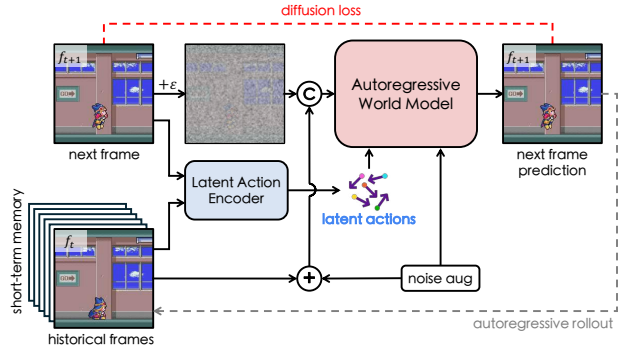 diffusion loss
f_{t+1}
+ε
next frame
C
Autoregressive
World Model
f_{t+1}
next frame
prediction
Latent Action
Encoder
latent actions
short-term memory
f_t
GO
+
noise aug
historical frames
autoregressive rollout